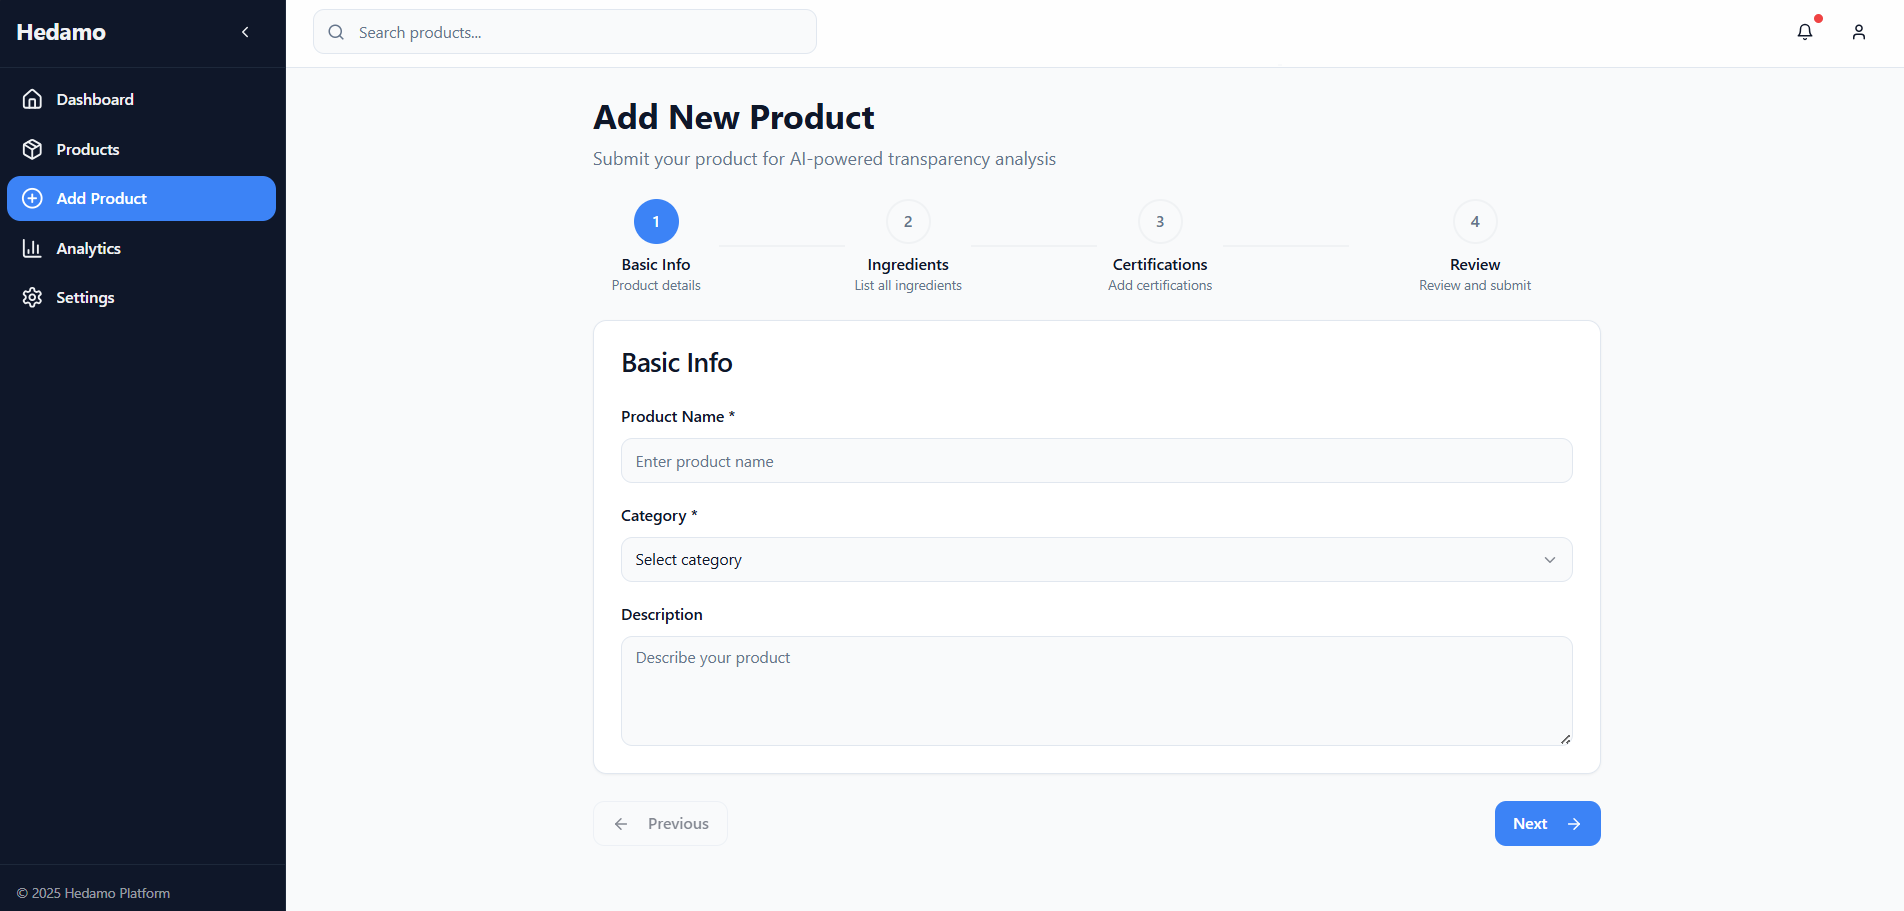 Hedamo
Search products...
Dashboard
Products
Add Product
Analytics
Settings
© 2025 Hedamo Platform
Add New Product
Submit your product for AI-powered transparency analysis
1
Basic Info
Product details
2
Ingredients
List all ingredients
3
Certifications
Add certifications
4
Review
Review and submit
Basic Info
Product Name *
Enter product name
Category *
Select category
Description
Describe your product
Previous
Next